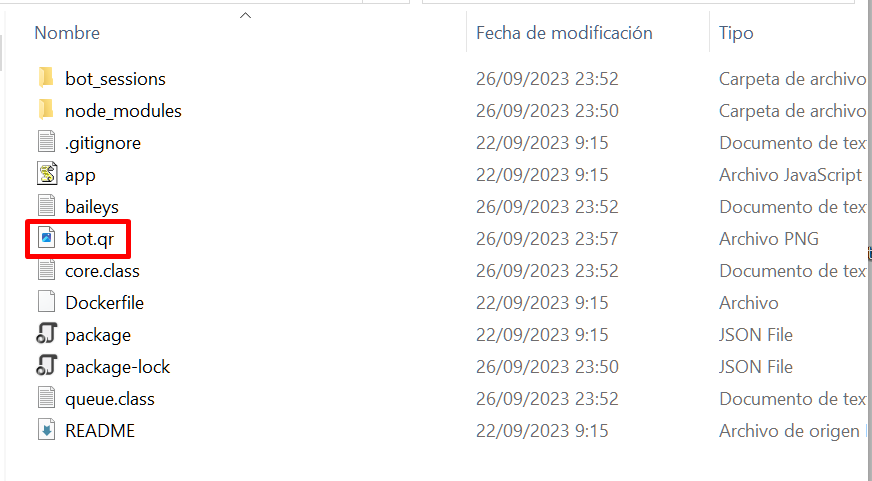 Nombre Fecha de modificación Tipo
bot_sessions 26/09/2023 23:52 Carpeta de archivo
node_modules 26/09/2023 23:50 Carpeta de archivo
.gitignore 22/09/2023 9:15 Documento de tex
app 22/09/2023 9:15 Archivo JavaScript
baileys 26/09/2023 23:52 Documento de tex
bot.qr 26/09/2023 23:57 Archivo PNG
core.class 26/09/2023 23:52 Documento de tex
Dockerfile 22/09/2023 9:15 Archivo
package 22/09/2023 9:15 JSON File
package-lock 26/09/2023 23:50 JSON File
queue.class 26/09/2023 23:52 Documento de tex
README 22/09/2023 9:15 Archivo de origen